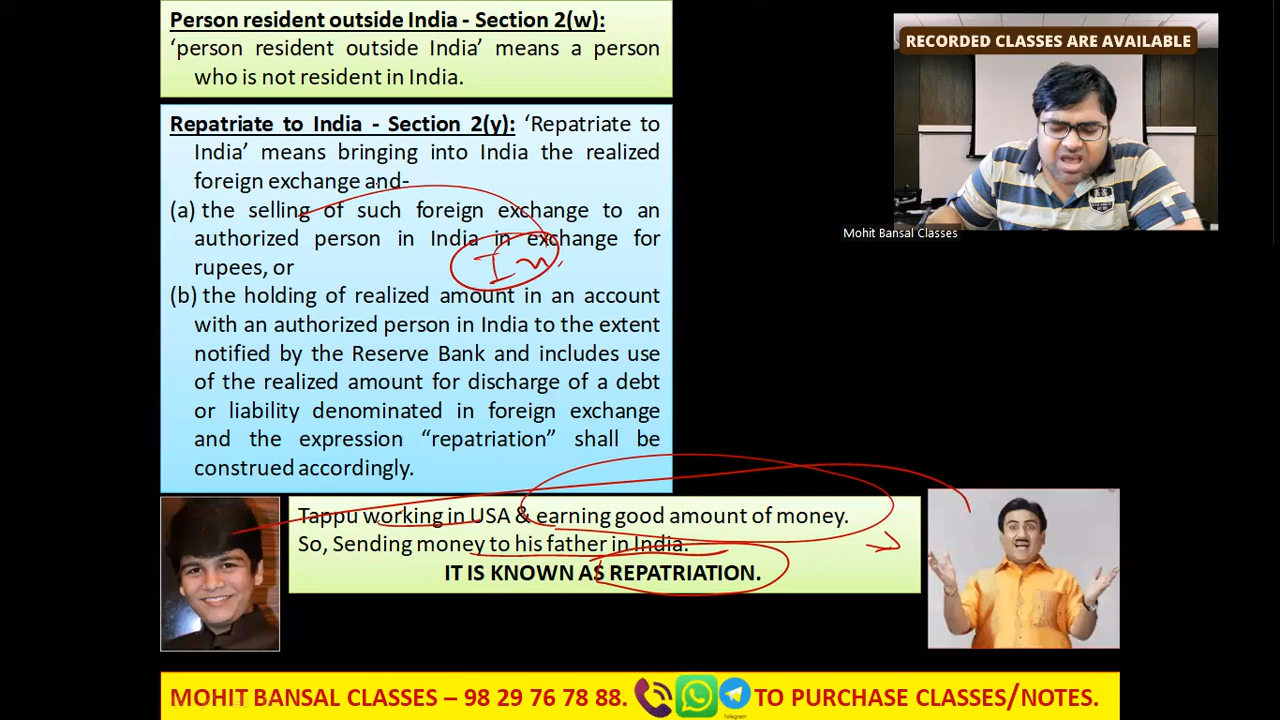 Person resident outside India - Section 2(w):
‘person resident outside India’ means a person
who is not resident in India.
RECORDED CLASSES ARE AVAILABLE
Mohit Bansal Classes
Repatriate to India - Section 2(y): ‘Repatriate to
India’ means bringing into India the realized
foreign exchange and-
(a) the selling of such foreign exchange to an
authorized person in India in exchange for
rupees, or
(b) the holding of realized amount in an account
with an authorized person in India to the extent
notified by the Reserve Bank and includes use
of the realized amount for discharge of a debt
or liability denominated in foreign exchange
and the expression “repatriation” shall be
construed accordingly.
Tappu working in USA & earning good amount of money.
So, Sending money to his father in India.
IT IS KNOWN AS REPATRIATION.
MOHIT BANSAL CLASSES – 98 29 76 78 88. TO PURCHASE CLASSES/NOTES.
Telegram